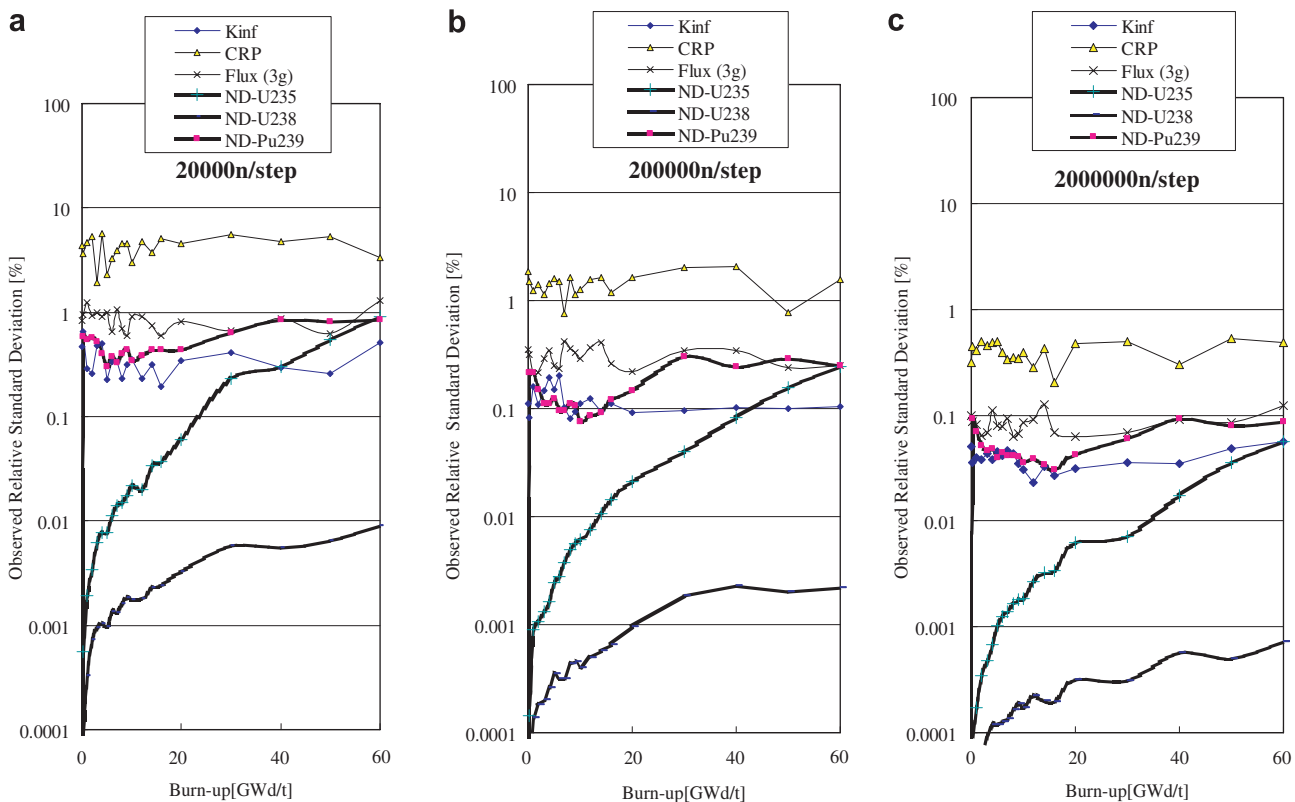 a
Kinf
CRP
Flux (3g)
ND-U235
ND-U238
ND-Pu239
20000n/step
100
10
1
0.1
0.01
0.001
0.0001
0
20
40
60
Observed Relative Standard Deviation [%]
Burn-up[GWd/t]
b
Kinf
CRP
Flux (3g)
ND-U235
ND-U238
ND-Pu239
200000n/step
100
10
1
0.1
0.01
0.001
0.0001
0
20
40
60
Observed Relative Standard Deviation [%]
Burn-up[GWd/t]
c
Kinf
CRP
Flux (3g)
ND-U235
ND-U238
ND-Pu239
2000000n/step
100
10
1
0.1
0.01
0.001
0.0001
0
20
40
60
Observed Relative Standard Deviation [%]
Burn-up[GWd/t]